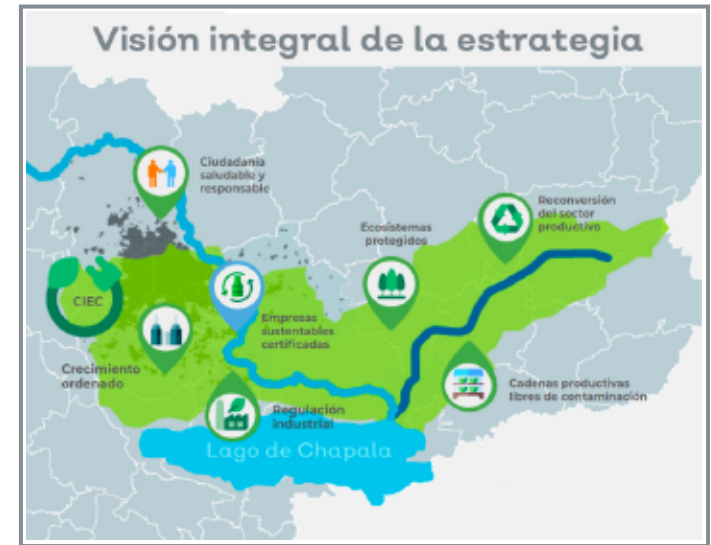 Visión integral de la estrategia
Ciudadanía
saludable y
responsable
Reconversión
del sector
productivo
Ecosistemas
protegidos
CIEC
Empresas
sustentables
certificadas
Crecimiento
ordenado
Cadenas productivas
libres de contaminación
Regulación
industrial
Lago de Chapala